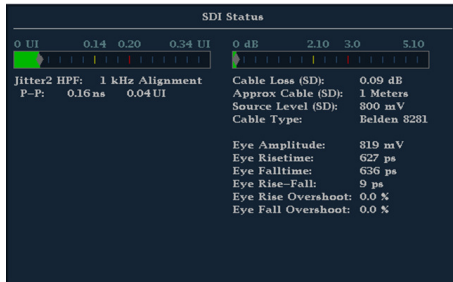 SDI Status
0 UI 0.14 0.20 0.34 UI
0 dB 2.10 3.0 5.10
Jitter2 HPF: 1 kHz Alignment
P-P: 0.16 ns 0.04 UI
Cable Loss (SD): 0.09 dB
Approx Cable (SD): 1 Meters
Source Level (SD): 800 mV
Cable Type: Belden 8281
Eye Amplitude: 819 mV
Eye Risetime: 627 ps
Eye Falltime: 636 ps
Eye Rise-Fall: 9 ps
Eye Rise Overshoot: 0.0 %
Eye Fall Overshoot: 0.0 %